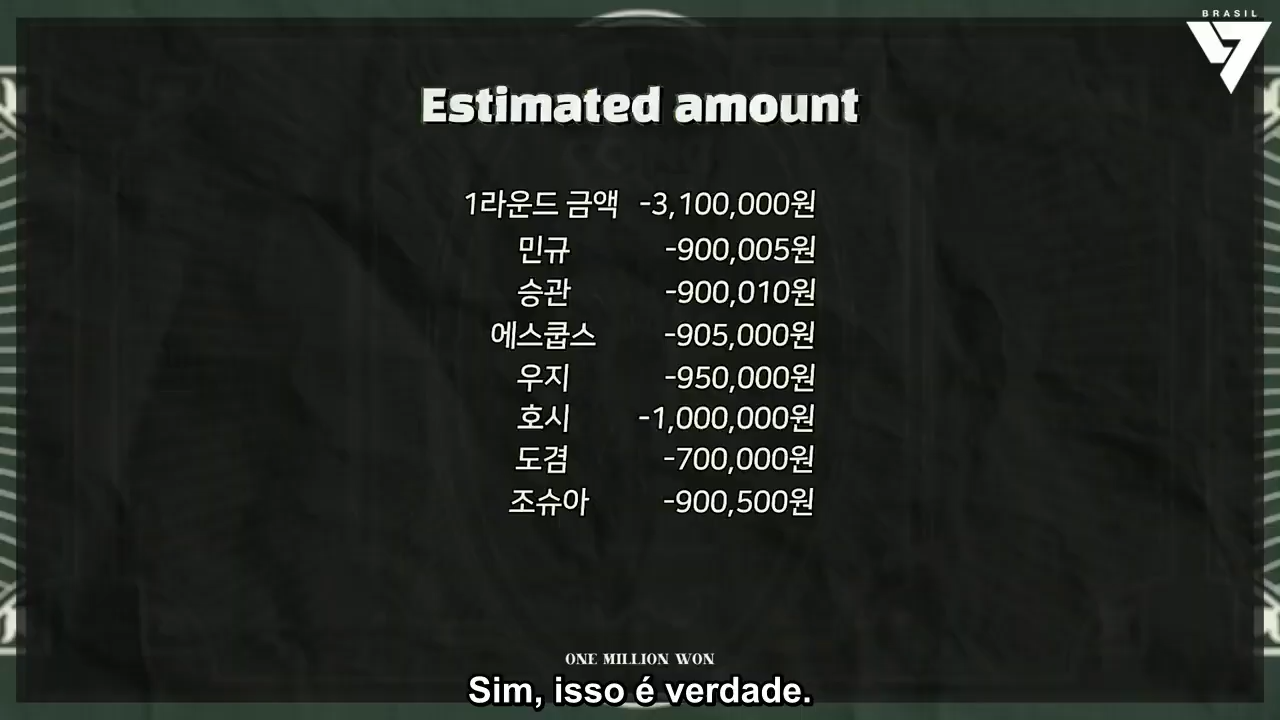 BRASIL
Estimated amount
1라운드 금액 -3,100,000원
민규 -900,005원
승관 -900,010원
에스쿱스 -905,000원
우지 -950,000원
호시 -1,000,000원
도겸 -700,000원
조슈아 -900,500원
ONE MILLION WON
Sim, isso é verdade.